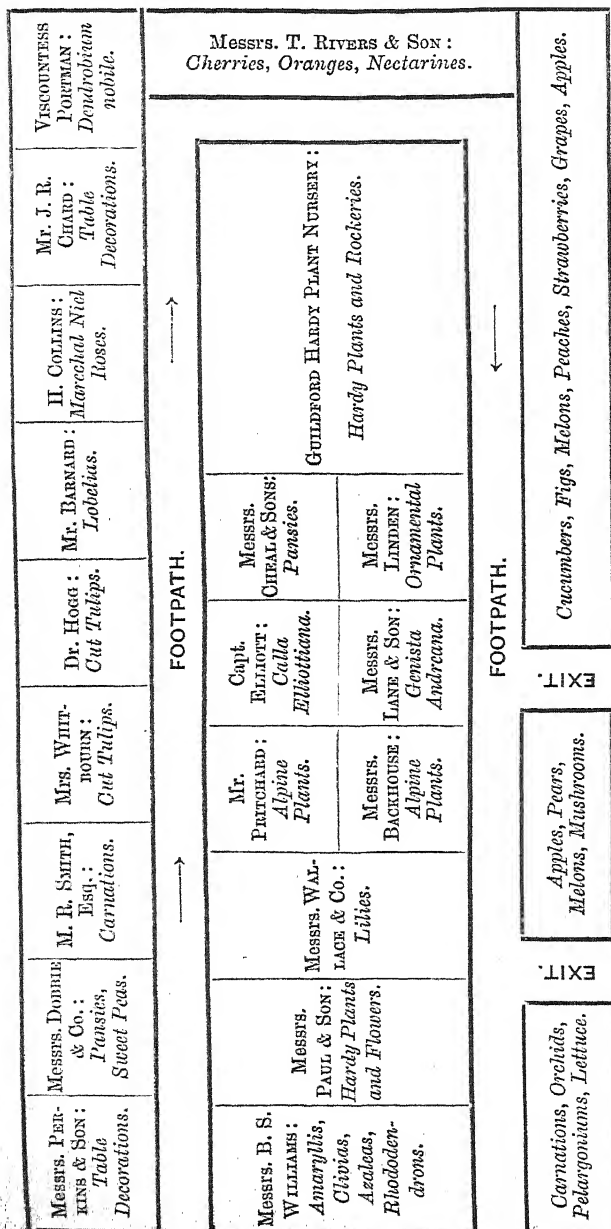 Messrs. T. RIVERS & SON :
Cherries, Oranges, Nectarines.
VISCOUNTESS
PORTMAN :
Dendrobium
nobile.
Mr. J. R.
CHARD :
Table
Decorations.
H. COLLINS :
Marechal Niel
Roses.
Mr. BARNARD :
Lobelias.
Dr. HOGG :
Cut Tulips.
Mrs. WHIT-
BOURN :
Cut Tulips.
M. R. SMITH,
Esq. :
Carnations.
Messrs. DOBBIE
& Co. :
Pansies,
Sweet Peas.
Messrs. PER-
KINS & SON :
Table
Decorations.
FOOTPATH.
GUILDFORD HARDY PLANT NURSERY :
Hardy Plants and Rockeries.
Messrs.
CHEAL & SONS:
Pansies.
Messrs.
LINDEN :
Ornamental
Plants.
Capt.
ELLIOTT :
Calla
Elliottiana.
Messrs.
LANE & SON :
Genista
Andreana.
Mr.
PRITCHARD :
Alpine
Plants.
Messrs.
BACKHOUSE :
Alpine
Plants.
Messrs. WAL-
LACE & Co. :
Lilies.
Messrs.
PAUL & SON :
Hardy Plants
and Flowers.
Messrs. B. S.
WILLIAMS :
Amaryllis,
Clivias,
Azaleas,
Rhododen-
drons.
FOOTPATH.
Cucumbers, Figs, Melons, Peaches, Strawberries, Grapes, Apples.
EXIT.
Apples, Pears,
Melons, Mushrooms.
EXIT.
Carnations, Orchids,
Pelargoniums, Lettuce.